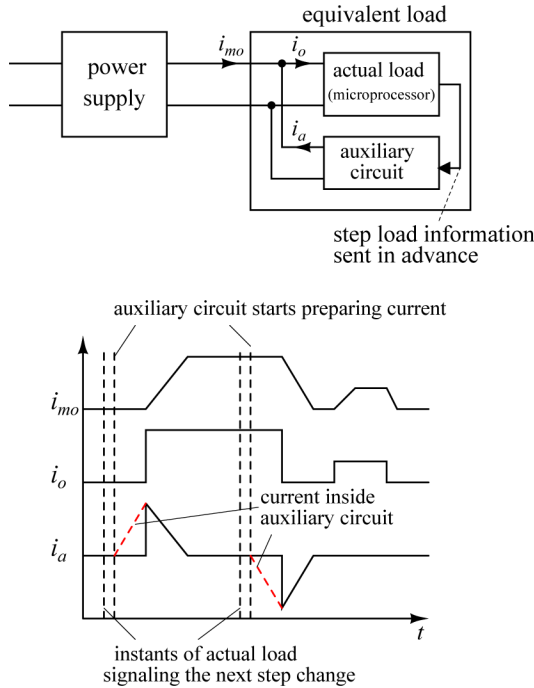 equivalent load
i_mo
i_o
power
supply
actual load
(microprocessor)
i_a
auxiliary
circuit
step load information
sent in advance
auxiliary circuit starts preparing current
i_mo
i_o
current inside
auxiliary circuit
i_a
t
instants of actual load
signaling the next step change